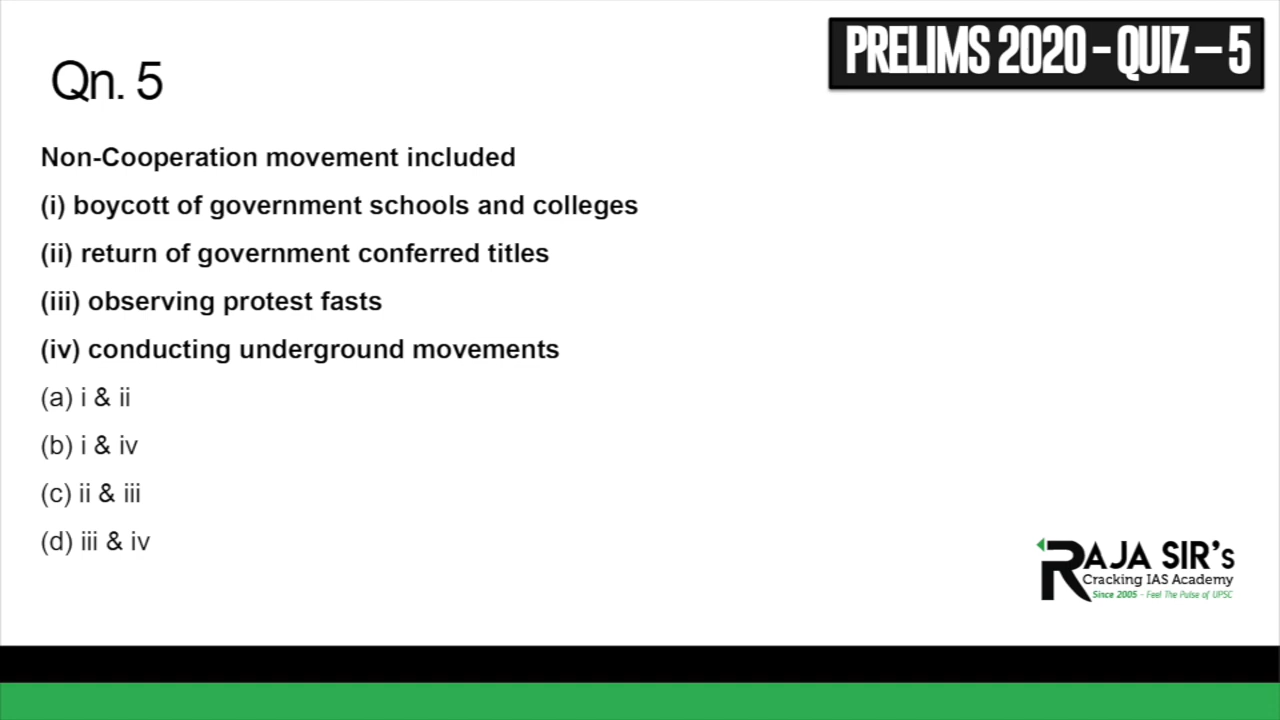 PRELIMS 2020 – QUIZ – 5
Qn. 5
Non-Cooperation movement included
(i) boycott of government schools and colleges
(ii) return of government conferred titles
(iii) observing protest fasts
(iv) conducting underground movements
(a) i & ii
(b) i & iv
(c) ii & iii
(d) iii & iv
RAJA SIR's
Cracking IAS Academy
Since 2005 - Feel The Pulse of UPSC